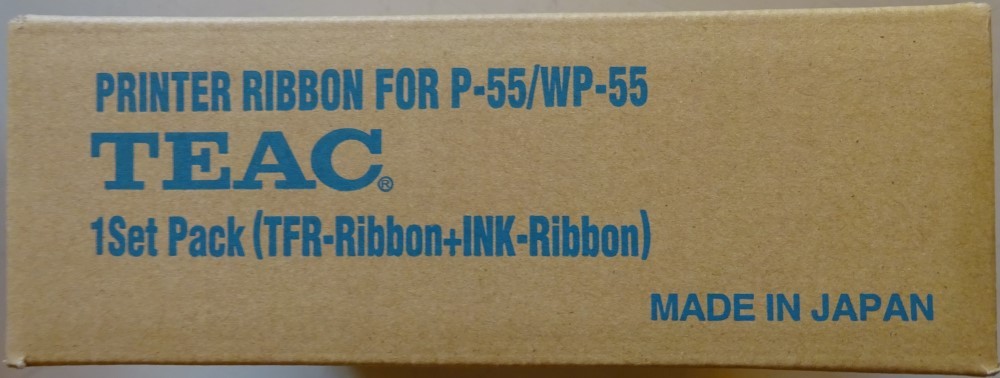 PRINTER RIBBON FOR P-55/WP-55
TEAC®
1Set Pack (TFR-Ribbon+INK-Ribbon)
MADE IN JAPAN